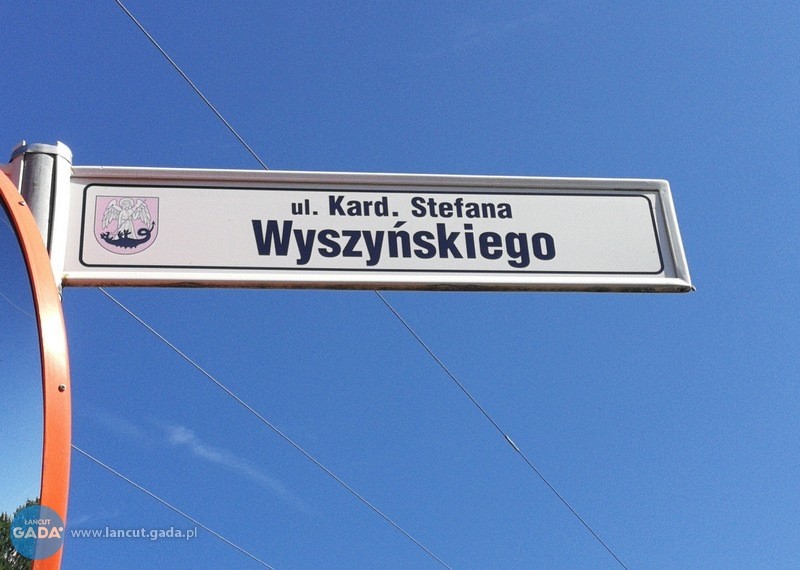 ul. Kard. Stefana
Wyszyńskiego
ŁAŃCUT
GADA
www.lancut.gada.pl